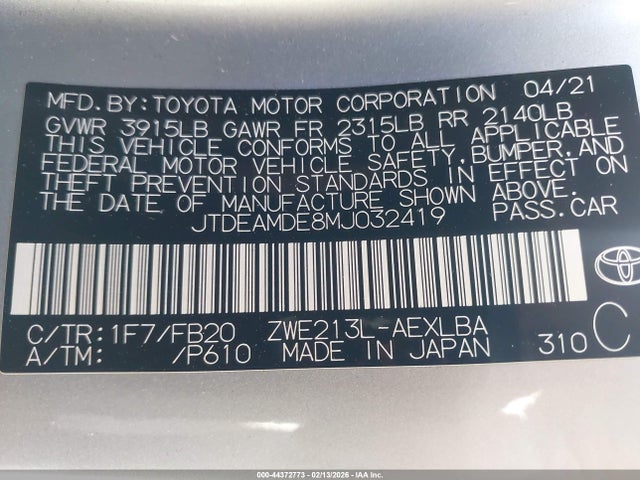 MFD.BY:TOYOTA MOTOR CORPORATION 04/21
GVWR 3915LB GAWR FR 2315LB RR 2140LB
THIS VEHICLE CONFORMS TO ALL APPLICABLE
FEDERAL MOTOR VEHICLE SAFETY,BUMPER,AND
THEFT PREVENTION STANDARDS IN EFFECT ON
THE DATE OF MANUFACTURE SHOWN ABOVE.
JTDEAMDE8MJ032419 PASS.CAR
C/TR:1F7/FB20 ZWE213L-AEXLBA
A/TM: /P610 MADE IN JAPAN 310 C
000-44372773 - 02/13/2026 - IAA Inc.